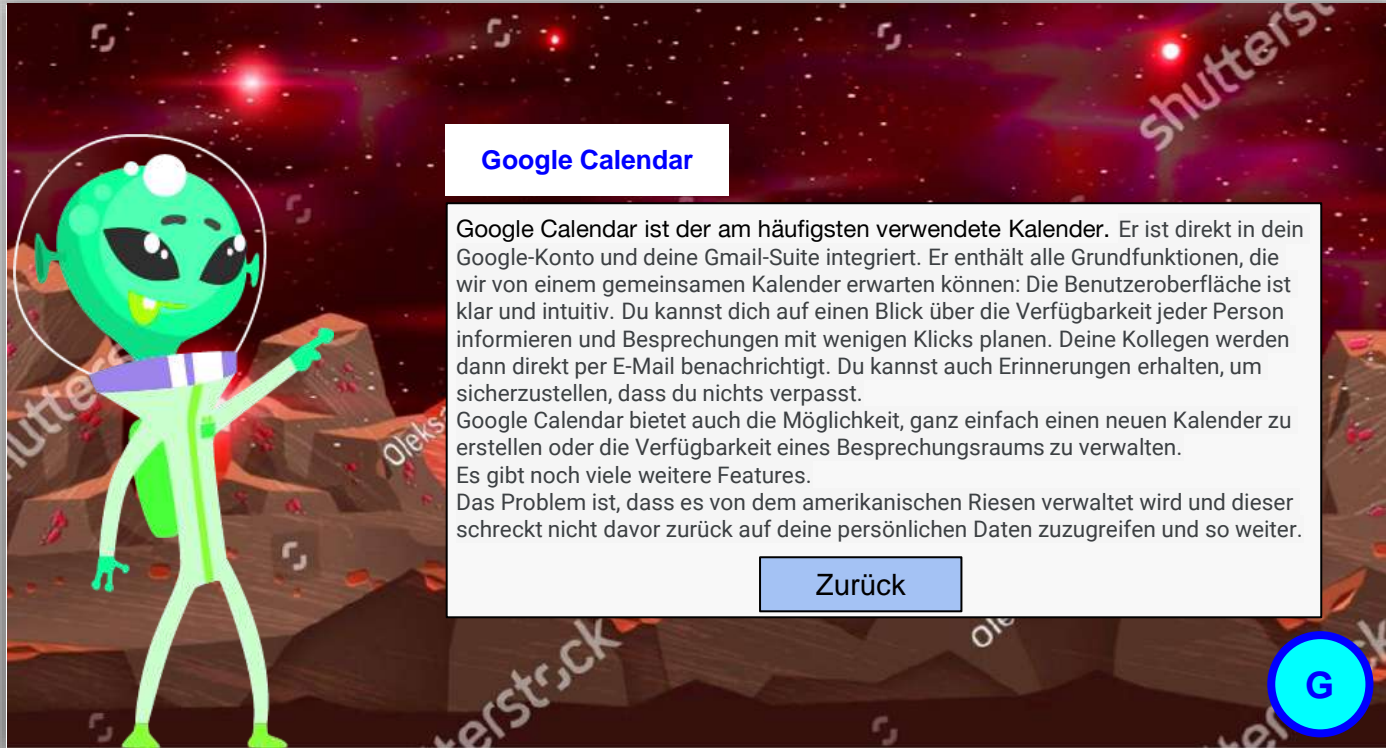 shutterst
Google Calendar
Google Calendar ist der am häufigsten verwendete Kalender. Er ist direkt in dein
Google-Konto und deine Gmail-Suite integriert. Er enthält alle Grundfunktionen, die
wir von einem gemeinsamen Kalender erwarten können: Die Benutzeroberfläche ist
klar und intuitiv. Du kannst dich auf einen Blick über die Verfügbarkeit jeder Person
informieren und Besprechungen mit wenigen Klicks planen. Deine Kollegen werden
dann direkt per E-Mail benachrichtigt. Du kannst auch Erinnerungen erhalten, um
sicherzustellen, dass du nichts verpasst.
Google Calendar bietet auch die Möglichkeit, ganz einfach einen neuen Kalender zu
erstellen oder die Verfügbarkeit eines Besprechungsraums zu verwalten.
Es gibt noch viele weitere Features.
Das Problem ist, dass es von dem amerikanischen Riesen verwaltet wird und dieser
schreckt nicht davor zurück auf deine persönlichen Daten zuzugreifen und so weiter.
Zurück
G